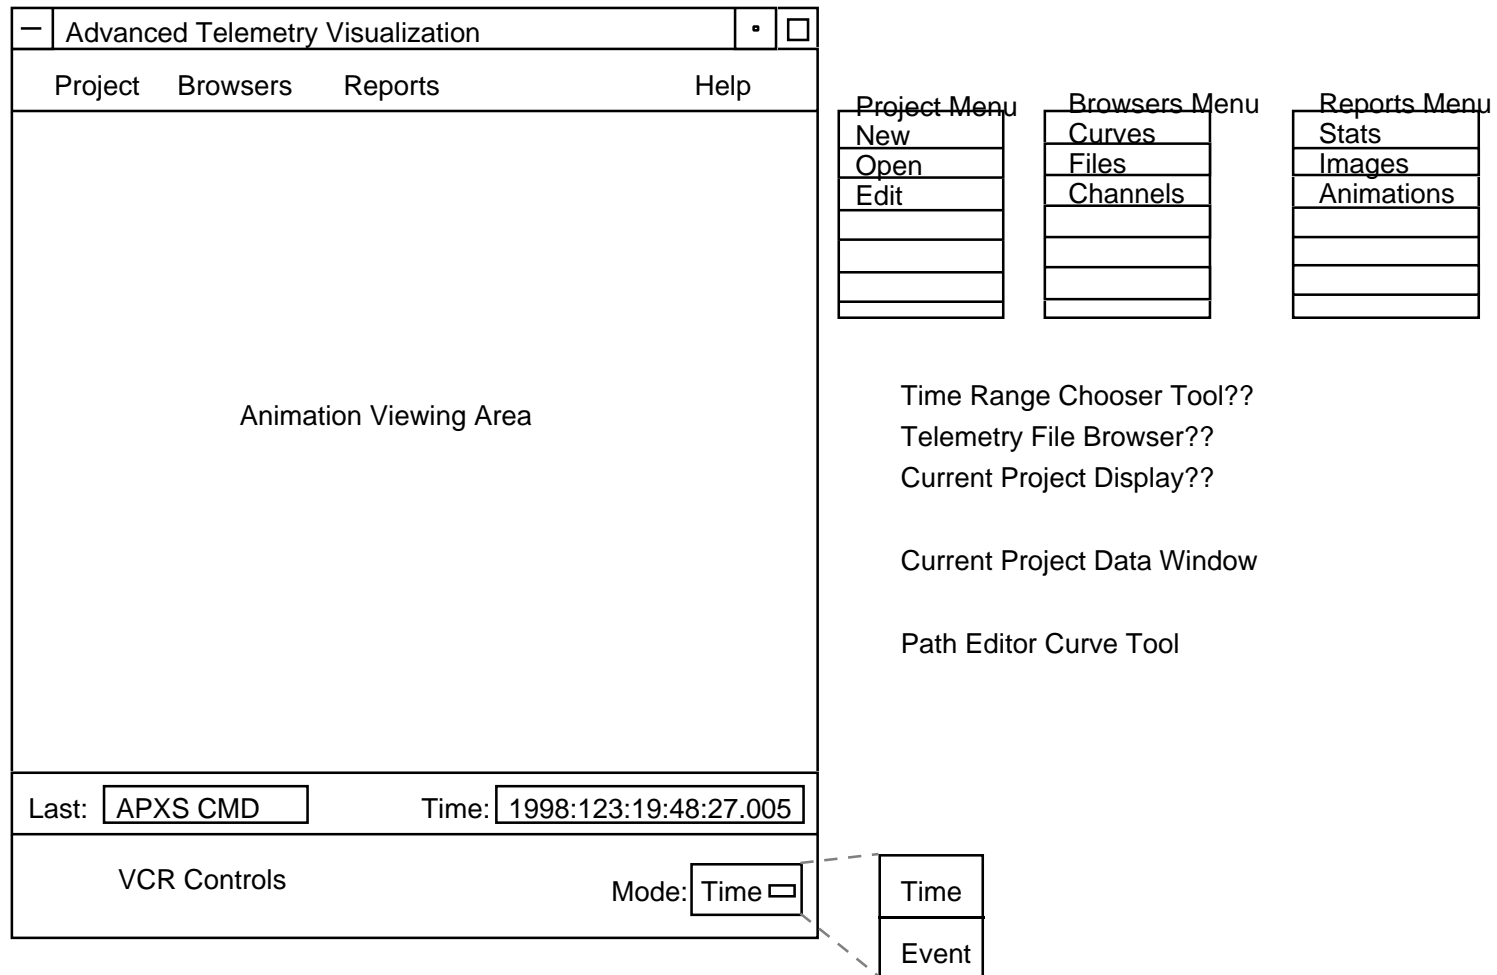 Advanced Telemetry Visualization
Project Browsers Reports Help
Animation Viewing Area
Last: APXS CMD Time: 1998:123:19:48:27.005
VCR Controls Mode: Time
Time
Event
Project Menu
New
Open
Edit
Browsers Menu
Curves
Files
Channels
Reports Menu
Stats
Images
Animations
Time Range Chooser Tool??
Telemetry File Browser??
Current Project Display??
Current Project Data Window
Path Editor Curve Tool